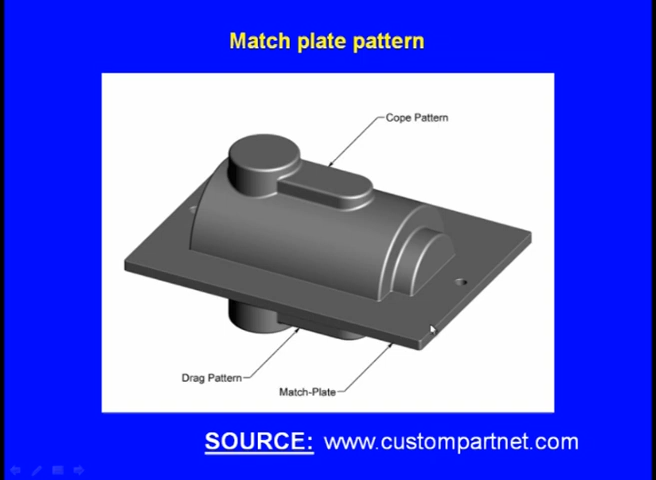 Match plate pattern
Cope Pattern
Drag Pattern
Match-Plate
SOURCE: www.custompartnet.com